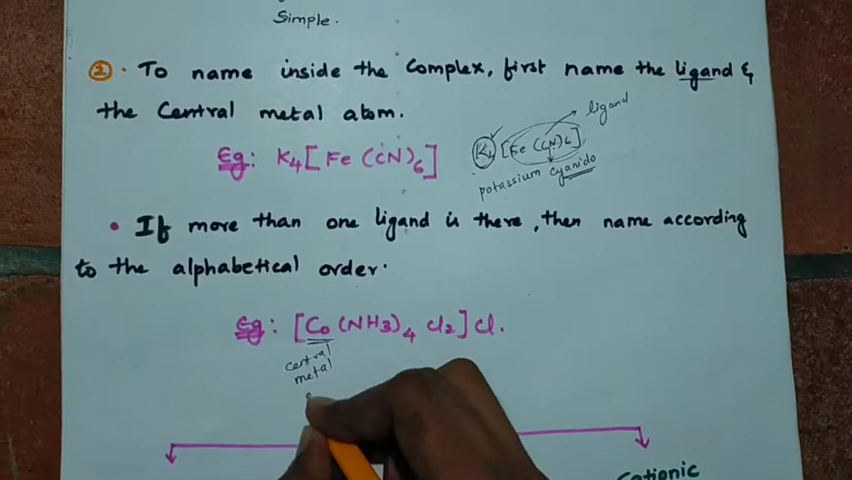 Simple.
② · To name inside the Complex, first name the ligand &
the Central metal atom.
ligand
Eg: K4[Fe(CN)6]
K4 [Fe(CN)6]
potassium cyanido
• If more than one ligand is there, then name according
to the alphabetical order.
Eg: [Co(NH3)4 Cl2]Cl.
central
metal
Cationic